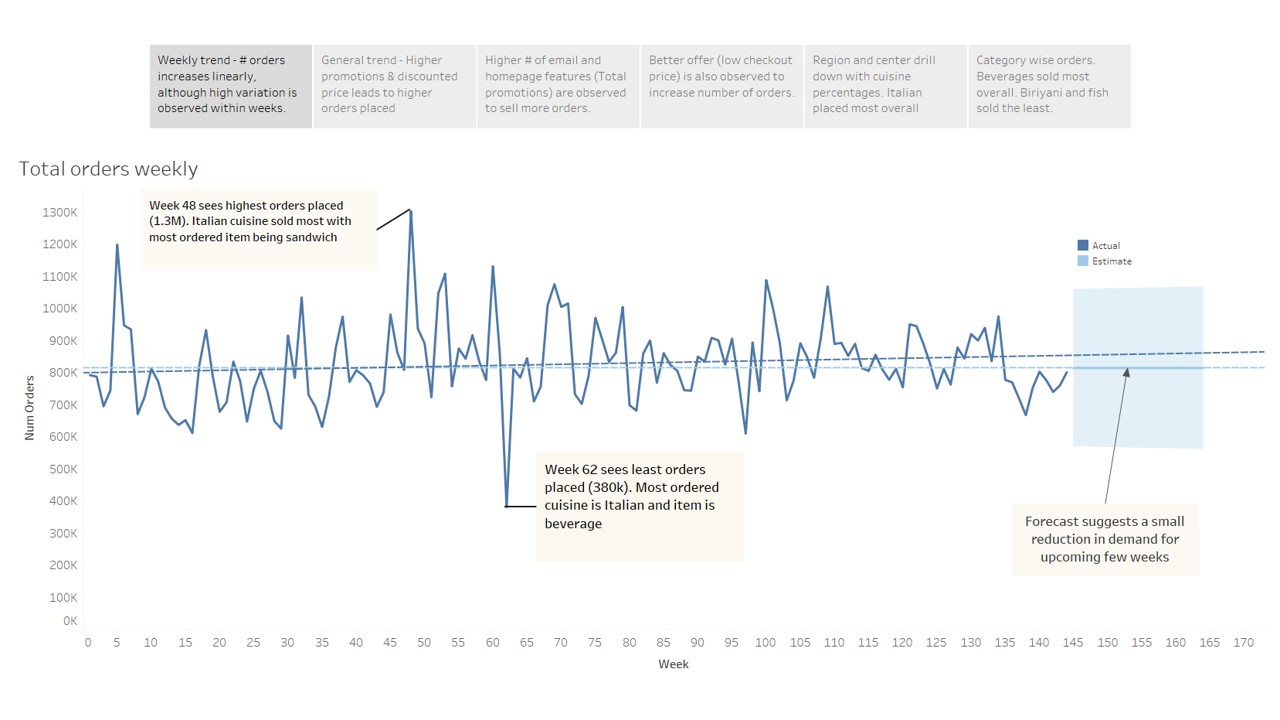 Weekly trend - # orders
increases linearly,
although high variation is
observed within weeks.
General trend - Higher
promotions & discounted
price leads to higher
orders placed
Higher # of email and
homepage features (Total
promotions) are observed
to sell more orders.
Better offer (low checkout
price) is also observed to
increase number of orders.
Region and center drill
down with cuisine
percentages. Italian
placed most overall
Category wise orders.
Beverages sold most
overall. Biriyani and fish
sold the least.
Total orders weekly
Week 48 sees highest orders placed
(1.3M). Italian cuisine sold most with
most ordered item being sandwich
Actual
Estimate
Week 62 sees least orders
placed (380k). Most ordered
cuisine is Italian and item is
beverage
Forecast suggests a small
reduction in demand for
upcoming few weeks
Num Orders
1300K
1200K
1100K
1000K
900K
800K
700K
600K
500K
400K
300K
200K
100K
0K
0 5 10 15 20 25 30 35 40 45 50 55 60 65 70 75 80 85 90 95 100 105 110 115 120 125 130 135 140 145 150 155 160 165 170
Week